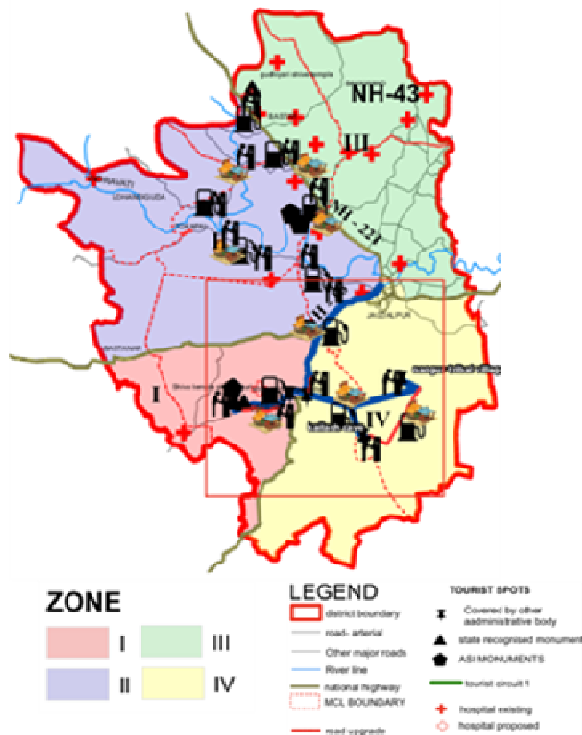 NH-43
III
LOHANDIGUDA
NH - 221
JAGDALPUR
I
IV
ZONE
I
III
II
IV
LEGEND
district boundary
road- arterial
Other major roads
River line
national highway
MCL BOUNDARY
road upgrade
TOURIST SPOTS
Covered by other
aadministrative body
state recognised monument
ASI MONUMENTS
tourist circuit 1
hospital existing
hospital proposed